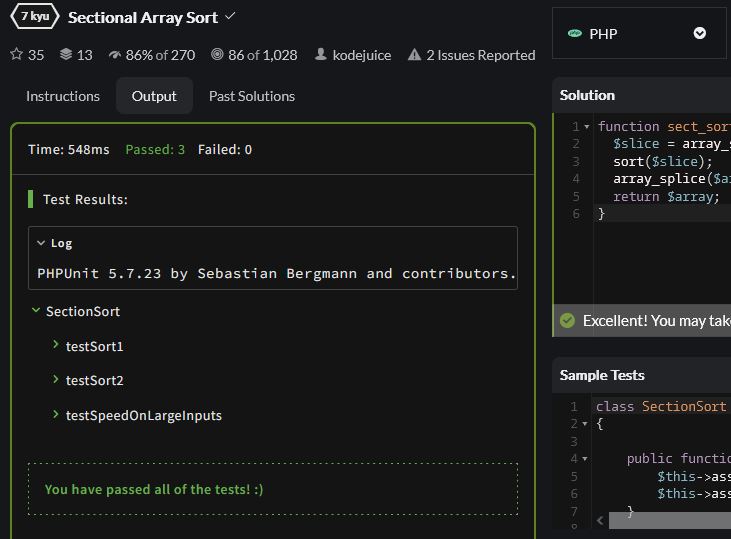 7 kyu Sectional Array Sort
35 13 86% of 270 86 of 1,028 kodejuice 2 Issues Reported
Instructions Output Past Solutions
Time: 548ms Passed: 3 Failed: 0
Test Results:
Log
PHPUnit 5.7.23 by Sebastian Bergmann and contributors.
SectionSort
testSort1
testSort2
testSpeedOnLargeInputs
You have passed all of the tests! :)
php PHP
Solution
1 function sect_sor
2 $slice = array_s
3 sort($slice);
4 array_splice($a
5 return $array;
6 }
Excellent! You may tak
Sample Tests
1 class SectionSort
2 {
3
4 public functio
5 $this->ass
6 $this->ass
7 }
8